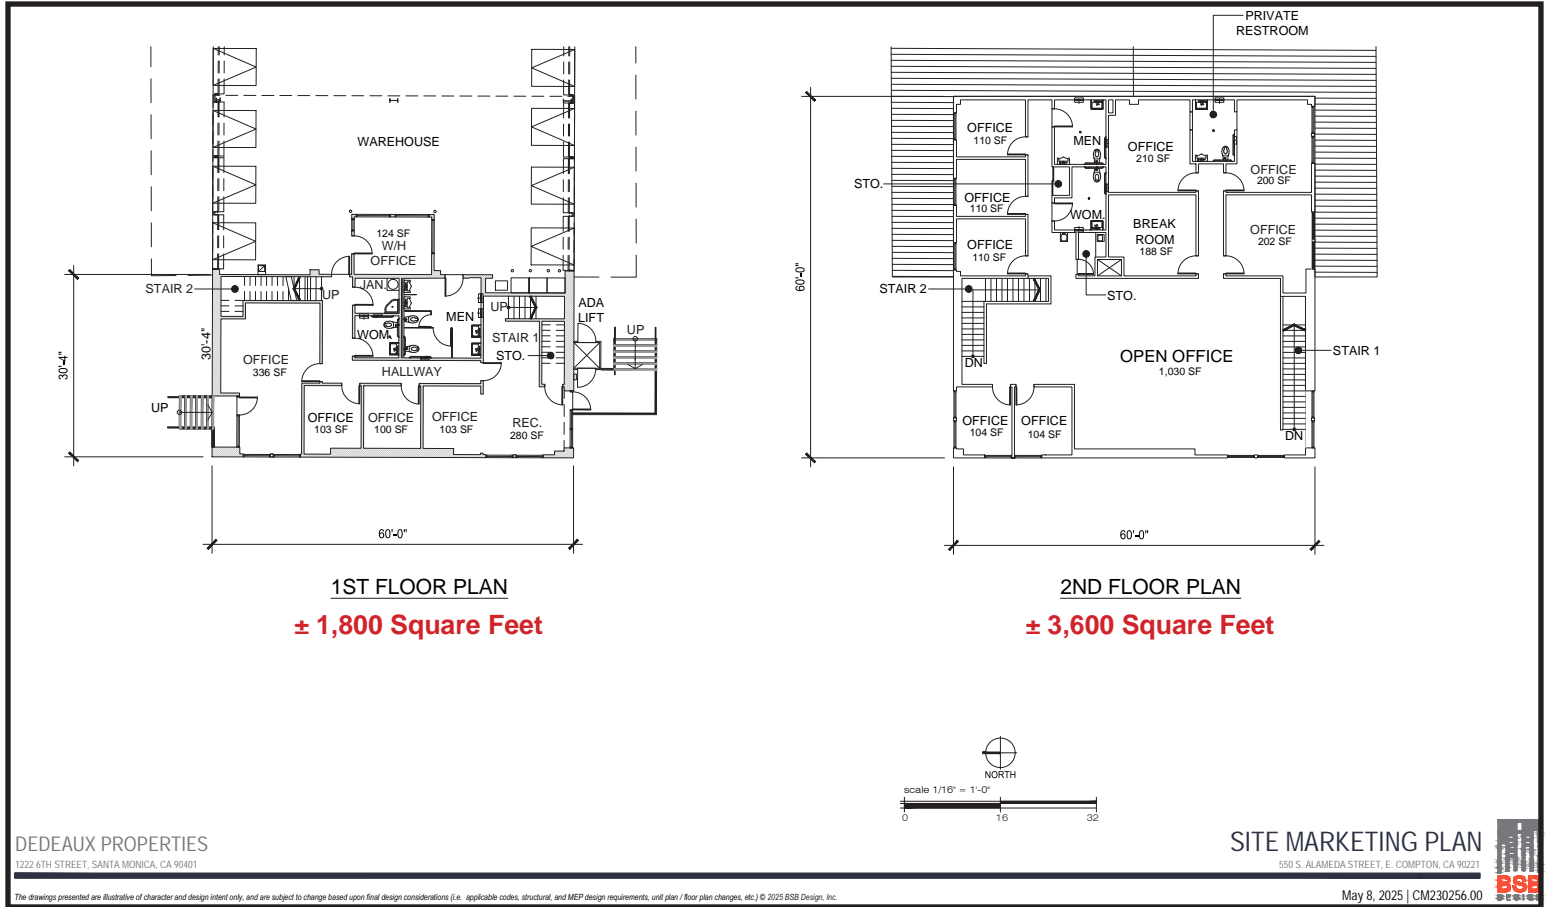 PRIVATE
RESTROOM
WAREHOUSE
124 SF
W/H
OFFICE
STAIR 2
UP
JAN.
WOM.
MEN
UP
STAIR 1
STO.
ADA
LIFT
UP
OFFICE
336 SF
HALLWAY
UP
OFFICE
103 SF
OFFICE
100 SF
OFFICE
103 SF
REC.
280 SF
30'-4"
30'-4"
60'-0"
1ST FLOOR PLAN
± 1,800 Square Feet
OFFICE
110 SF
MEN
OFFICE
210 SF
OFFICE
200 SF
STO.
OFFICE
110 SF
WOM.
BREAK
ROOM
188 SF
OFFICE
202 SF
OFFICE
110 SF
STAIR 2
STO.
60'-0"
DN
OPEN OFFICE
1,030 SF
STAIR 1
OFFICE
104 SF
OFFICE
104 SF
DN
60'-0"
2ND FLOOR PLAN
± 3,600 Square Feet
NORTH
scale 1/16" = 1'-0"
0 16 32
DEDEAUX PROPERTIES
1222 6TH STREET, SANTA MONICA, CA 90401
SITE MARKETING PLAN
550 S. ALAMEDA STREET, E. COMPTON, CA 90221
The drawings presented are illustrative of character and design intent only, and are subject to change based upon final design considerations (i.e. applicable codes, structural, and MEP design requirements, unit plan / floor plan changes, etc.) © 2025 BSB Design, Inc.
May 8, 2025 | CM230256.00
BSB
DESIGN